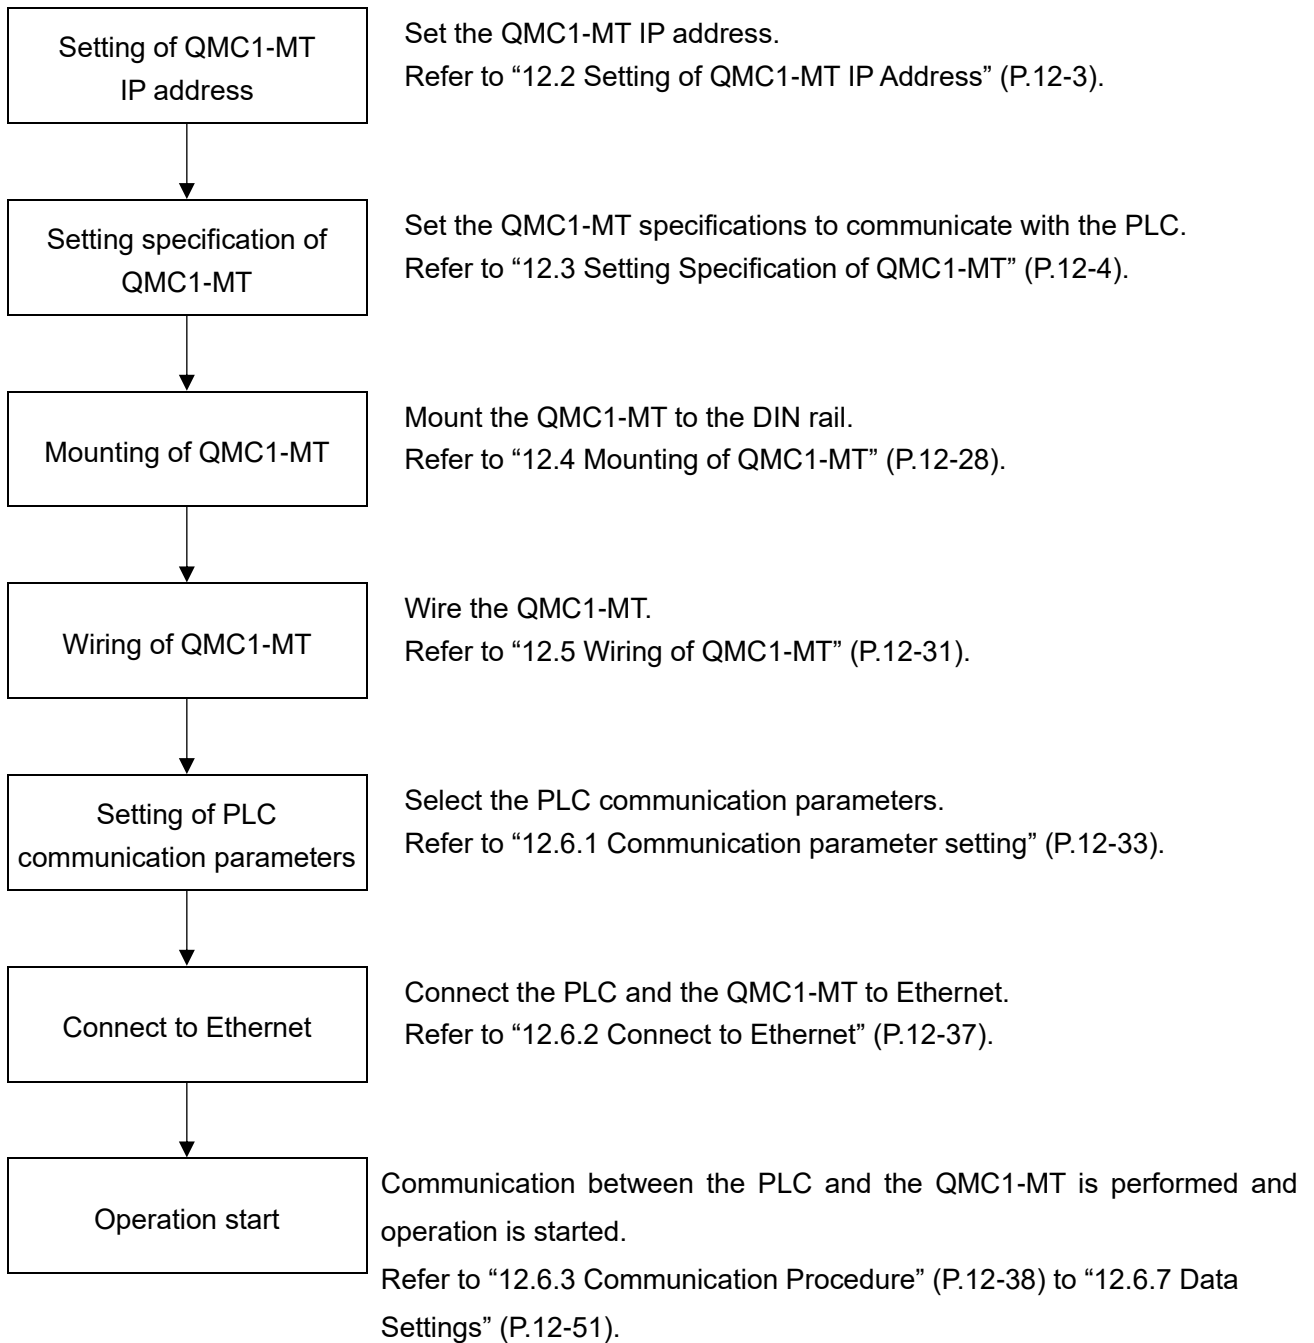 Setting of QMC1-MT
IP address
Set the QMC1-MT IP address.
Refer to “12.2 Setting of QMC1-MT IP Address” (P.12-3).
Setting specification of
QMC1-MT
Set the QMC1-MT specifications to communicate with the PLC.
Refer to “12.3 Setting Specification of QMC1-MT” (P.12-4).
Mounting of QMC1-MT
Mount the QMC1-MT to the DIN rail.
Refer to “12.4 Mounting of QMC1-MT” (P.12-28).
Wiring of QMC1-MT
Wire the QMC1-MT.
Refer to “12.5 Wiring of QMC1-MT” (P.12-31).
Setting of PLC
communication parameters
Select the PLC communication parameters.
Refer to “12.6.1 Communication parameter setting” (P.12-33).
Connect to Ethernet
Connect the PLC and the QMC1-MT to Ethernet.
Refer to “12.6.2 Connect to Ethernet” (P.12-37).
Operation start
Communication between the PLC and the QMC1-MT is performed and
operation is started.
Refer to “12.6.3 Communication Procedure” (P.12-38) to “12.6.7 Data
Settings” (P.12-51).